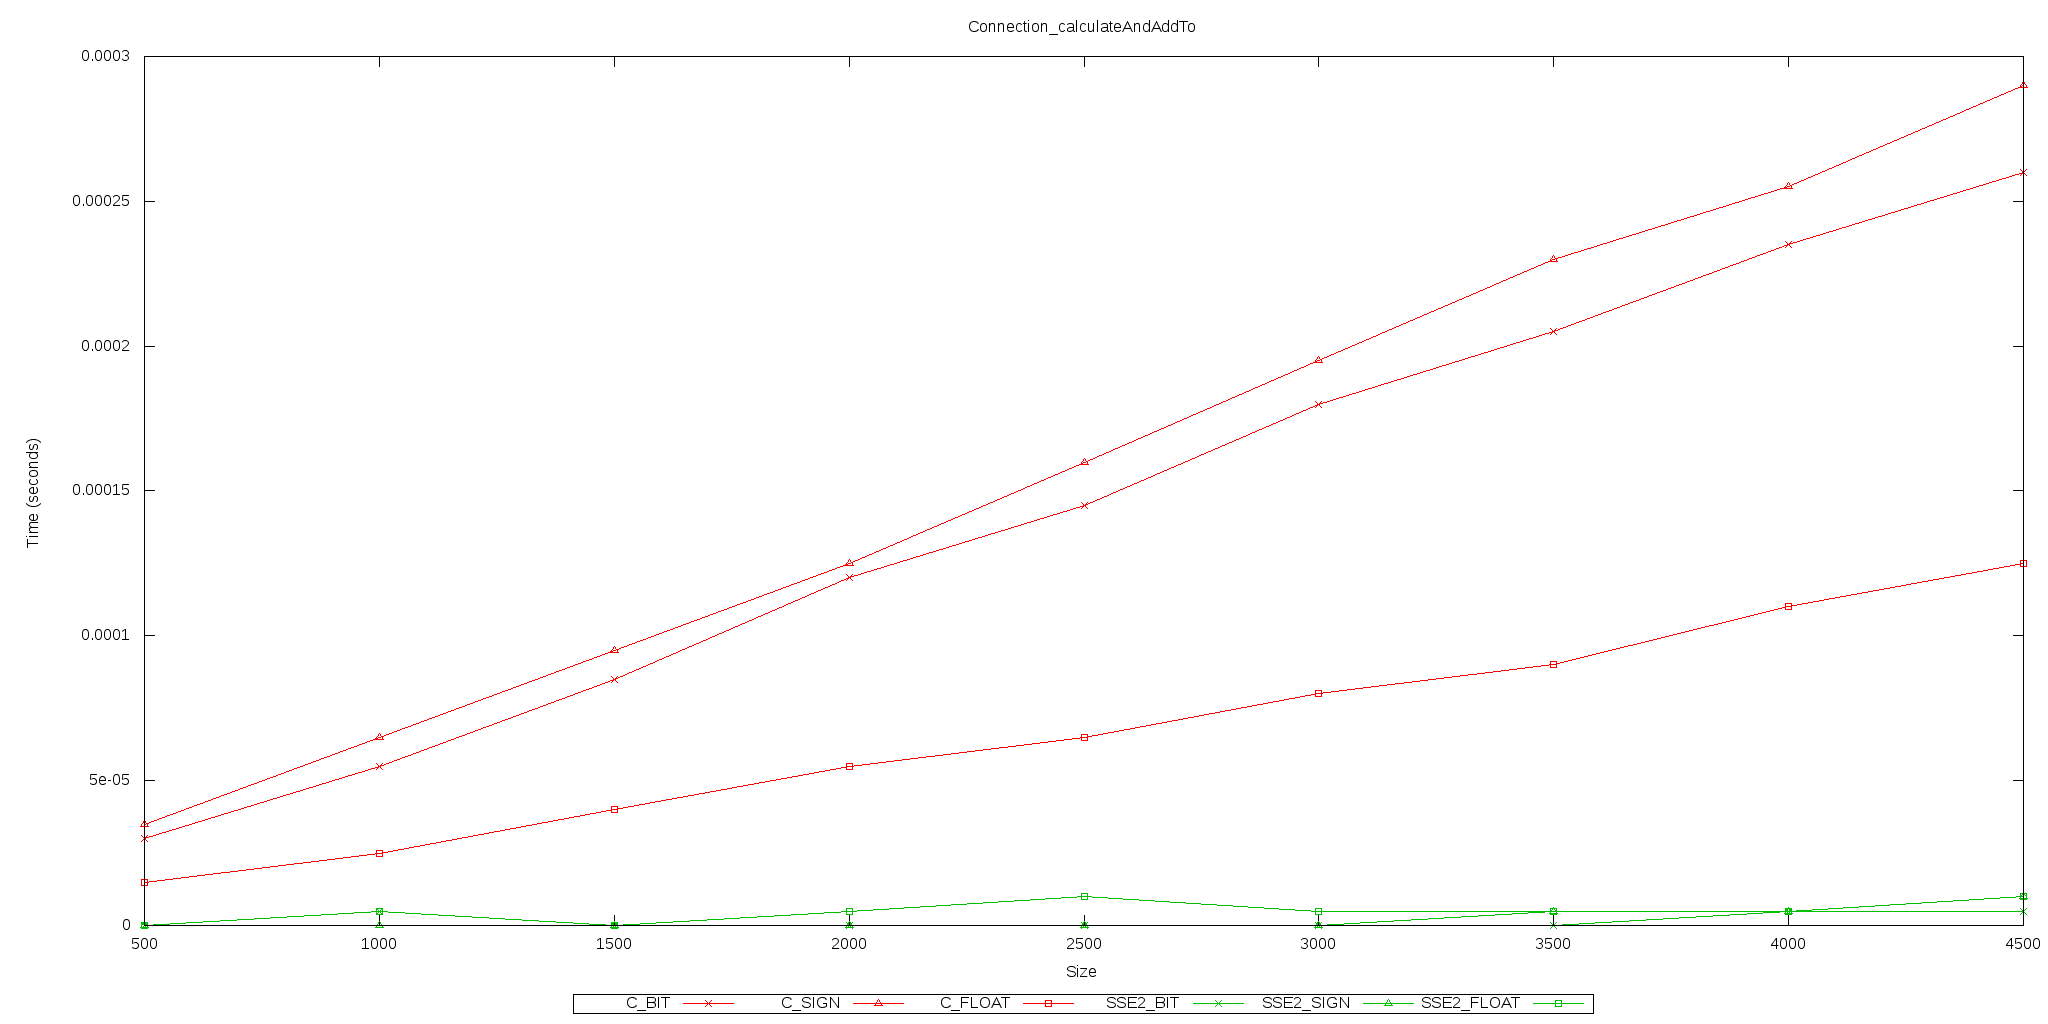 Connection_calculateAndAddTo
0.0003
0.00025
0.0002
0.00015
0.0001
5e-05
0
Time (seconds)
500 1000 1500 2000 2500 3000 3500 4000 4500
Size
C_BIT C_SIGN C_FLOAT SSE2_BIT SSE2_SIGN SSE2_FLOAT